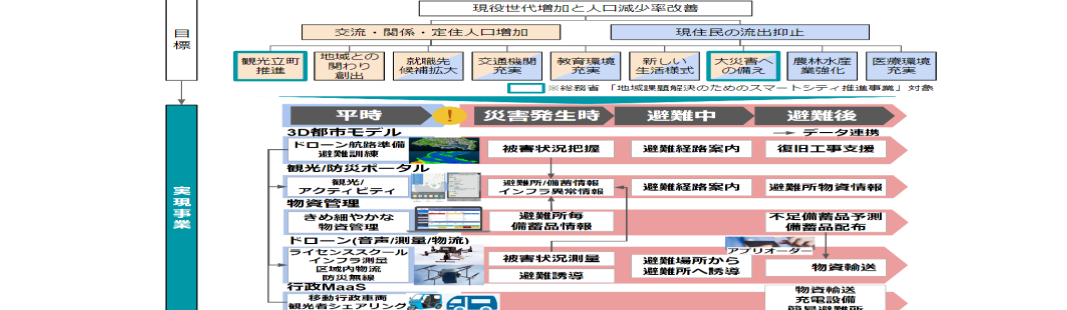 現役世代増加と人口減少率改善
目標
交流・関係・定住人口増加
現住民の流出抑止
観光立町
推進
地域との
関わり
創出
就職先
候補拡大
交通機関
充実
教育環境
充実
新しい
生活様式
大災害へ
の備え
農林水産
業強化
医療環境
充実
※総務省 「地域課題解決のためのスマートシティ推進事業」対象
実現事業
平時
!
災害発生時
避難中
避難後
3D都市モデル
データ連携
ドローン航路準備
避難訓練
被害状況把握
避難経路案内
復旧工事支援
観光/防災ポータル
観光/
アクティビティ
避難所/備蓄情報
インフラ異常情報
避難経路案内
避難所物資情報
物資管理
きめ細やかな
物資管理
避難所毎
備蓄品情報
不足備蓄品予測
備蓄品配布
ドローン(音声/測量/物流)
アプリオーダー
ライセンススクール
インフラ測量
区域内物流
防災無線
被害状況測量
避難誘導
避難場所から
避難所へ誘導
物資輸送
行政MaaS
移動行政車両
観光者シェアリング
物資輸送
充電設備
簡易避難所